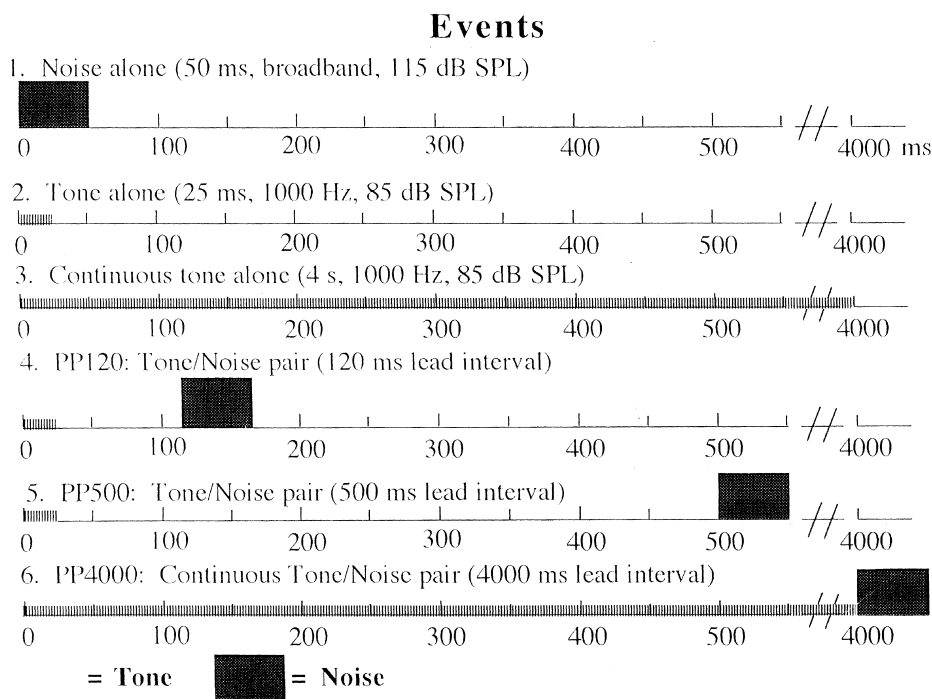 Events
1. Noise alone (50 ms, broadband, 115 dB SPL)
0 100 200 300 400 500 4000 ms
2. Tone alone (25 ms, 1000 Hz, 85 dB SPL)
0 100 200 300 400 500 4000
3. Continuous tone alone (4 s, 1000 Hz, 85 dB SPL)
0 100 200 300 400 500 4000
4. PP120: Tone/Noise pair (120 ms lead interval)
0 100 200 300 400 500 4000
5. PP500: Tone/Noise pair (500 ms lead interval)
0 100 200 300 400 500 4000
6. PP4000: Continuous Tone/Noise pair (4000 ms lead interval)
0 100 200 300 400 500 4000
= Tone = Noise